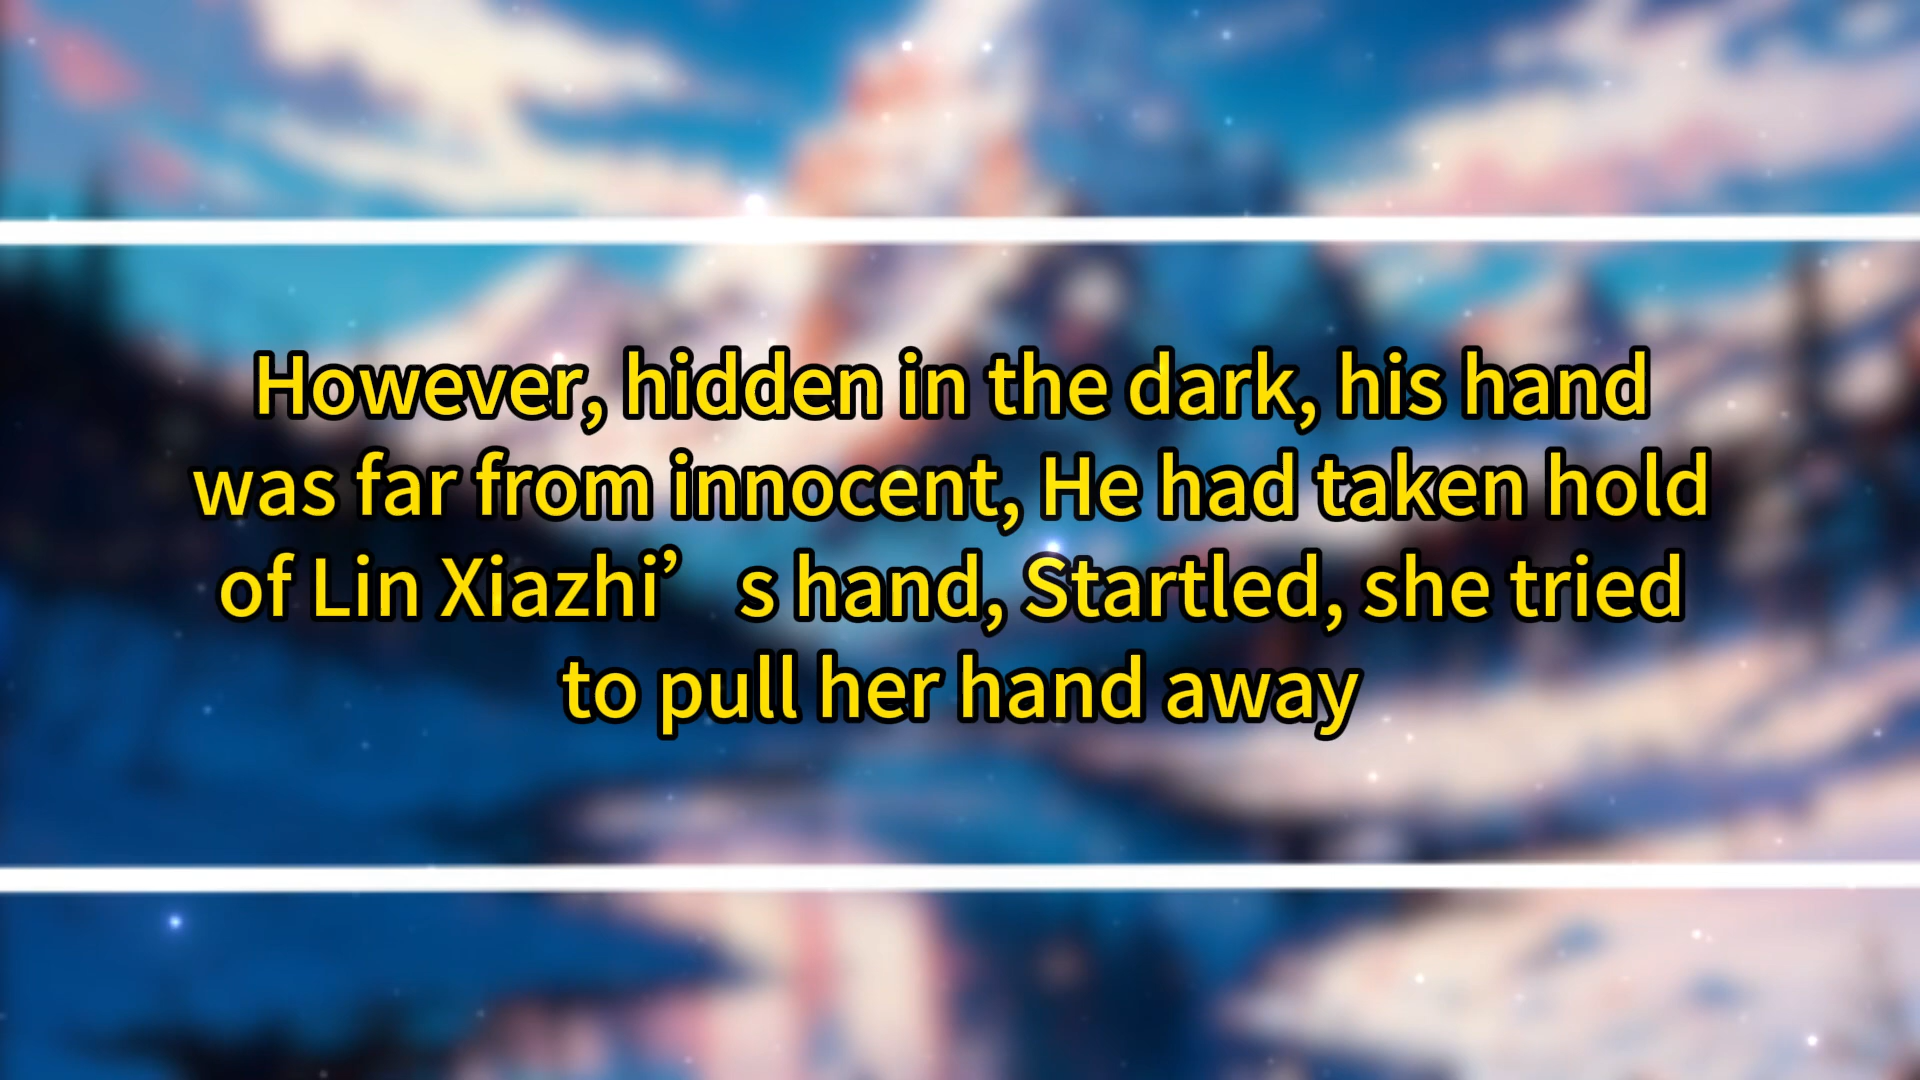 However, hidden in the dark, his hand
was far from innocent, He had taken hold
of Lin Xiazhi’ s hand, Startled, she tried
to pull her hand away